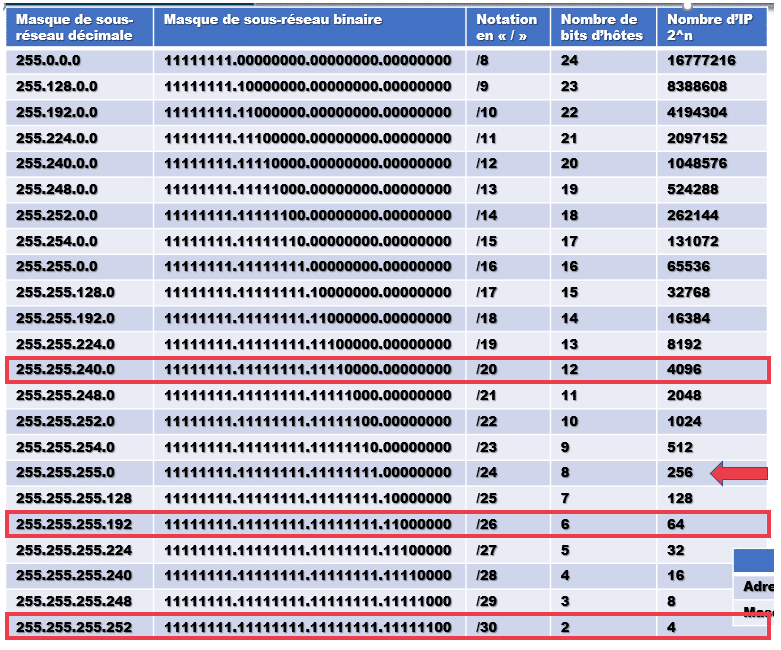 Masque de sous-réseau décimale Masque de sous-réseau binaire Notation en « / » Nombre de bits d'hôtes Nombre d'IP 2^n
255.0.0.0 11111111.00000000.00000000.00000000 /8 24 16777216
255.128.0.0 11111111.10000000.00000000.00000000 /9 23 8388608
255.192.0.0 11111111.11000000.00000000.00000000 /10 22 4194304
255.224.0.0 11111111.11100000.00000000.00000000 /11 21 2097152
255.240.0.0 11111111.11110000.00000000.00000000 /12 20 1048576
255.248.0.0 11111111.11111000.00000000.00000000 /13 19 524288
255.252.0.0 11111111.11111100.00000000.00000000 /14 18 262144
255.254.0.0 11111111.11111110.00000000.00000000 /15 17 131072
255.255.0.0 11111111.11111111.00000000.00000000 /16 16 65536
255.255.128.0 11111111.11111111.10000000.00000000 /17 15 32768
255.255.192.0 11111111.11111111.11000000.00000000 /18 14 16384
255.255.224.0 11111111.11111111.11100000.00000000 /19 13 8192
255.255.240.0 11111111.11111111.11110000.00000000 /20 12 4096
255.255.248.0 11111111.11111111.11111000.00000000 /21 11 2048
255.255.252.0 11111111.11111111.11111100.00000000 /22 10 1024
255.255.254.0 11111111.11111111.11111110.00000000 /23 9 512
255.255.255.0 11111111.11111111.11111111.00000000 /24 8 256
255.255.255.128 11111111.11111111.11111111.10000000 /25 7 128
255.255.255.192 11111111.11111111.11111111.11000000 /26 6 64
255.255.255.224 11111111.11111111.11111111.11100000 /27 5 32
255.255.255.240 11111111.11111111.11111111.11110000 /28 4 16
Adre
255.255.255.248 11111111.11111111.11111111.11111000 /29 3 8
255.255.255.252 11111111.11111111.11111111.11111100 /30 2 4